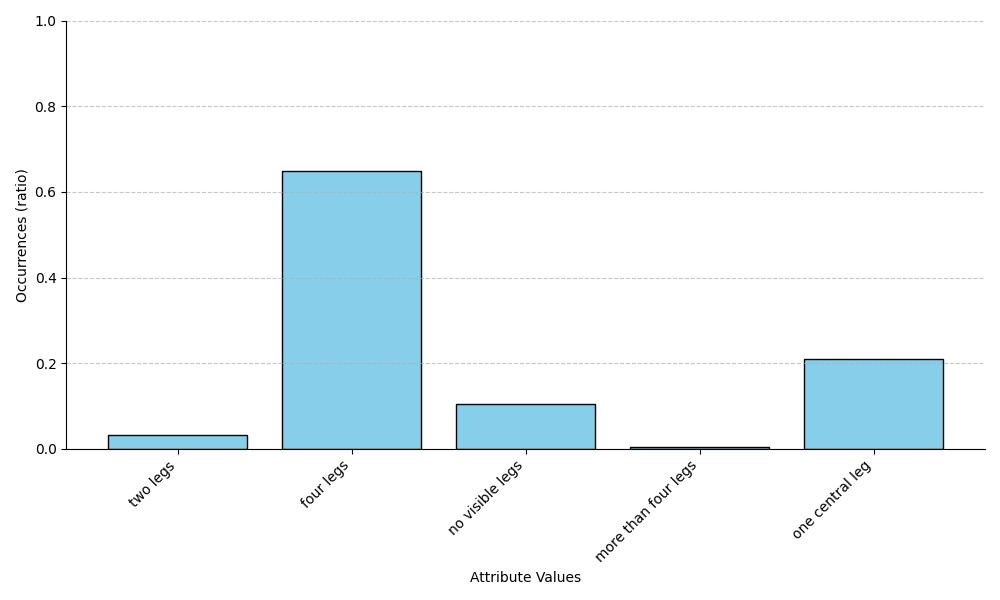 1.0
0.8
0.6
0.4
0.2
0.0
Occurrences (ratio)
two legs
four legs
no visible legs
more than four legs
one central leg
Attribute Values